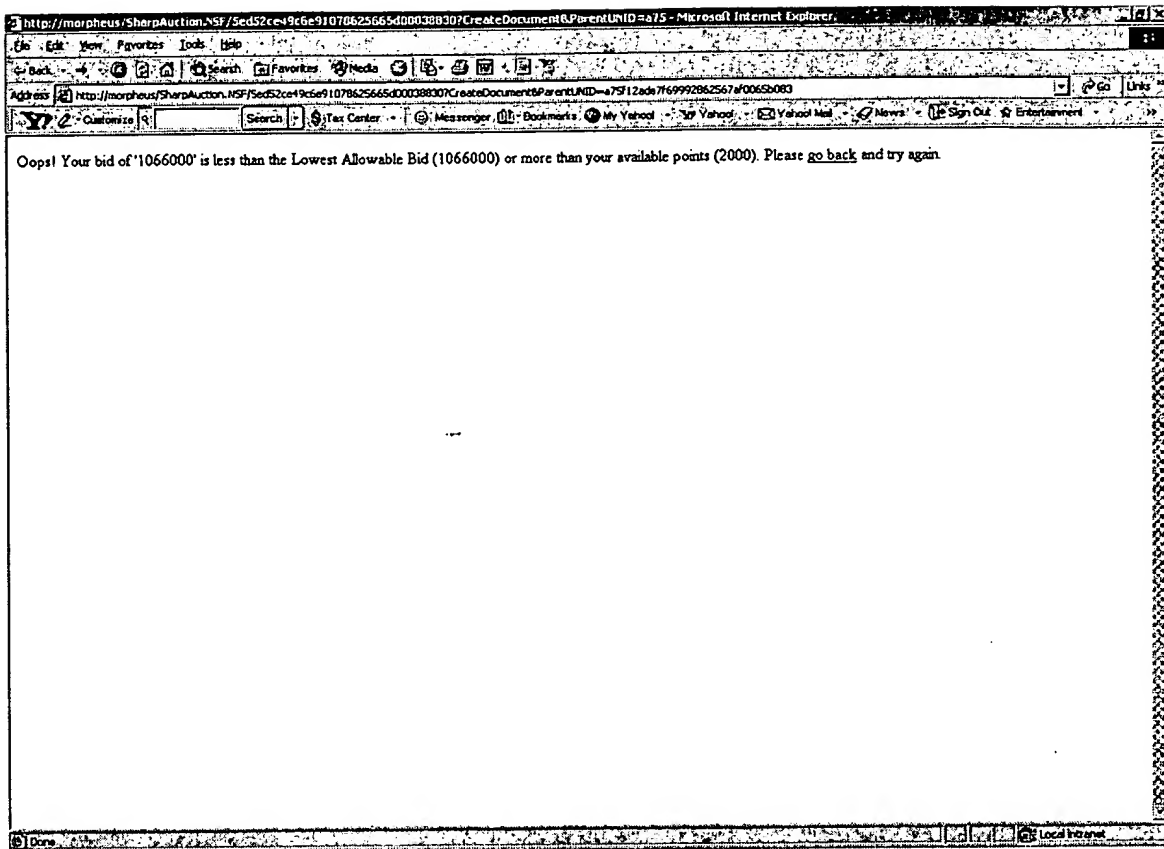 http://morpheus/SharpAuction.NSF/5ed52ce49c6e91078625665d00038830?CreateDocument&ParentUNID=a75 - Microsoft Internet Explorer
Edit View Favorites Tools Help
Back Search Favorites Media
Address http://morpheus/SharpAuction.NSF/5ed52ce49c6e91078625665d00038830?CreateDocument&ParentUNID=a75f12ade7f69992862567af0065b083 Go Links
Y! Customize Search Tax Center Messenger Bookmarks My Yahoo! Yahoo! Yahoo! Mail News Sign Out Entertainment
Oops! Your bid of '1066000' is less than the Lowest Allowable Bid (1066000) or more than your available points (2000). Please go back and try again.
Done Local intranet